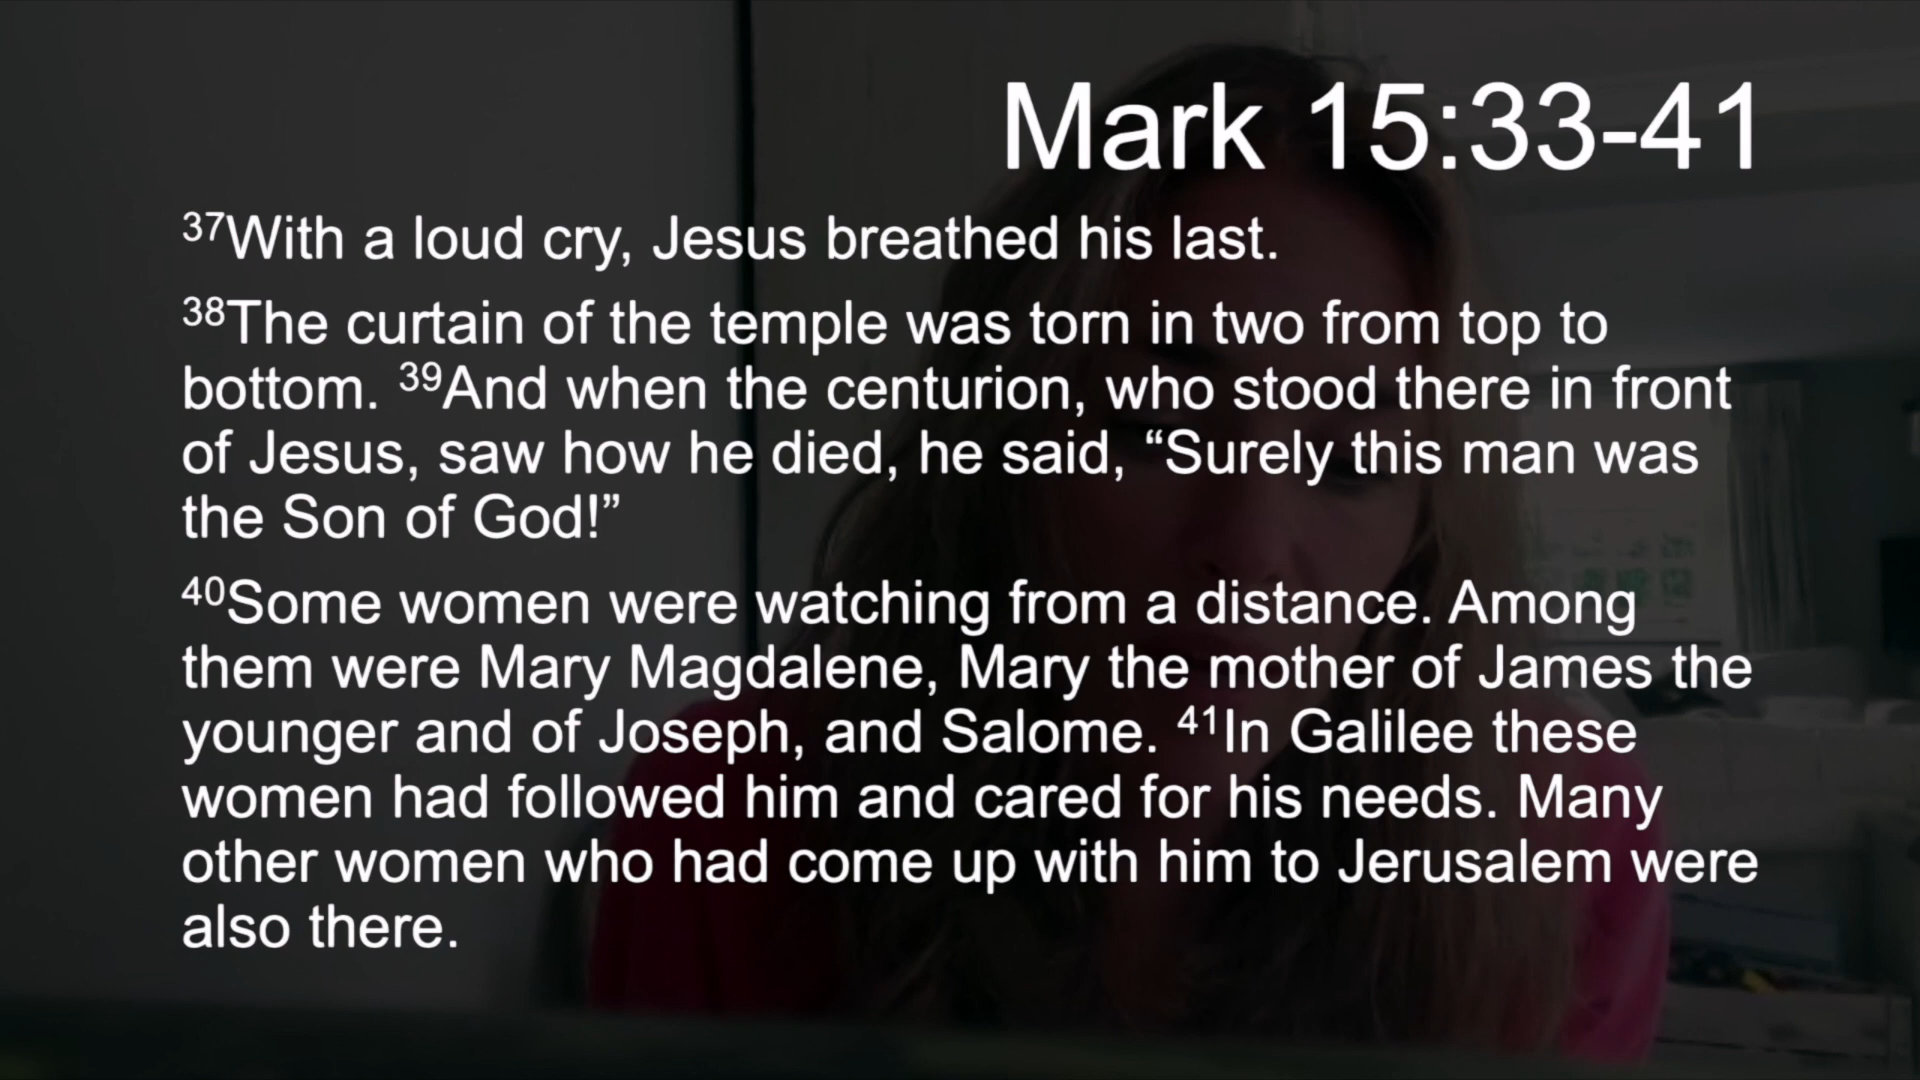 Mark 15:33-41
³⁷With a loud cry, Jesus breathed his last.
³⁸The curtain of the temple was torn in two from top to
bottom. ³⁹And when the centurion, who stood there in front
of Jesus, saw how he died, he said, “Surely this man was
the Son of God!”
⁴⁰Some women were watching from a distance. Among
them were Mary Magdalene, Mary the mother of James the
younger and of Joseph, and Salome. ⁴¹In Galilee these
women had followed him and cared for his needs. Many
other women who had come up with him to Jerusalem were
also there.